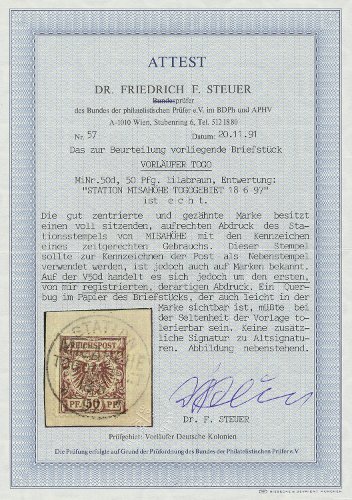 ATTEST
DR. FRIEDRICH F. STEUER
Bundesprüfer
des Bundes der philatelistischen Prüfer e.V. im BDPh und APHV
A-1010 Wien, Stubenring 6, Tel. 512 18 80
Nr. 57 Datum: 20.11.91
Das zur Beurteilung vorliegende Briefstück
VORLÄUFER TOGO
MiNr.50d, 50 Pfg. lilabraun, Entwertung:
"STATION MISAHÖHE TOGOGEBIET 18 6 97"
ist echt.
Die gut zentrierte und gezähnte Marke besitzt
einen voll sitzenden, aufrechten Abdruck des Sta-
tionsstempels von MISAHÖHE mit den Kennzeichen
eines zeitgerechten Gebrauchs. Dieser Stempel
sollte zur Kennzeichen der Post als Nebenstempel
verwendet werden, ist jedoch auch auf Marken bekannt.
Auf der V50d handelt es sich jedoch um den ersten,
von mir registrierten, derartigen Abdruck. Ein Quer-
bug im Papier des Briefstücks, der auch leicht in der
Marke sichtbar ist, müßte bei
der Seltenheit der Vorlage to-
lerierbar sein. Keine zusätz-
liche Signatur zu Altsignatu-
ren. Abbildung nebenstehend.
REICHSPOST
PF. 50 PF.
Dr. F. STEUER
Prüfgebiet: Vorläufer Deutsche Kolonien
Die Prüfung erfolgte auf Grund der Prüfordnung des Bundes der Philatelistischen Prüfer e.V.